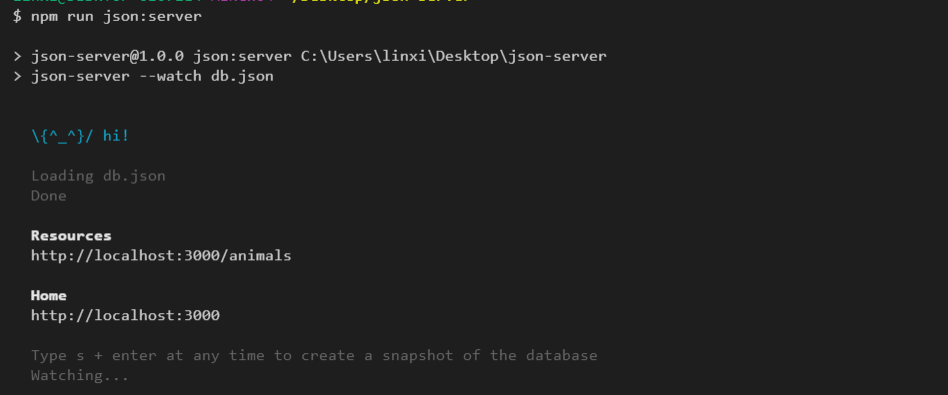 $ npm run json:server
> json-server@1.0.0 json:server C:\Users\linxi\Desktop\json-server
> json-server --watch db.json
\{^_^}/ hi!
Loading db.json
Done
Resources
http://localhost:3000/animals
Home
http://localhost:3000
Type s + enter at any time to create a snapshot of the database
Watching...